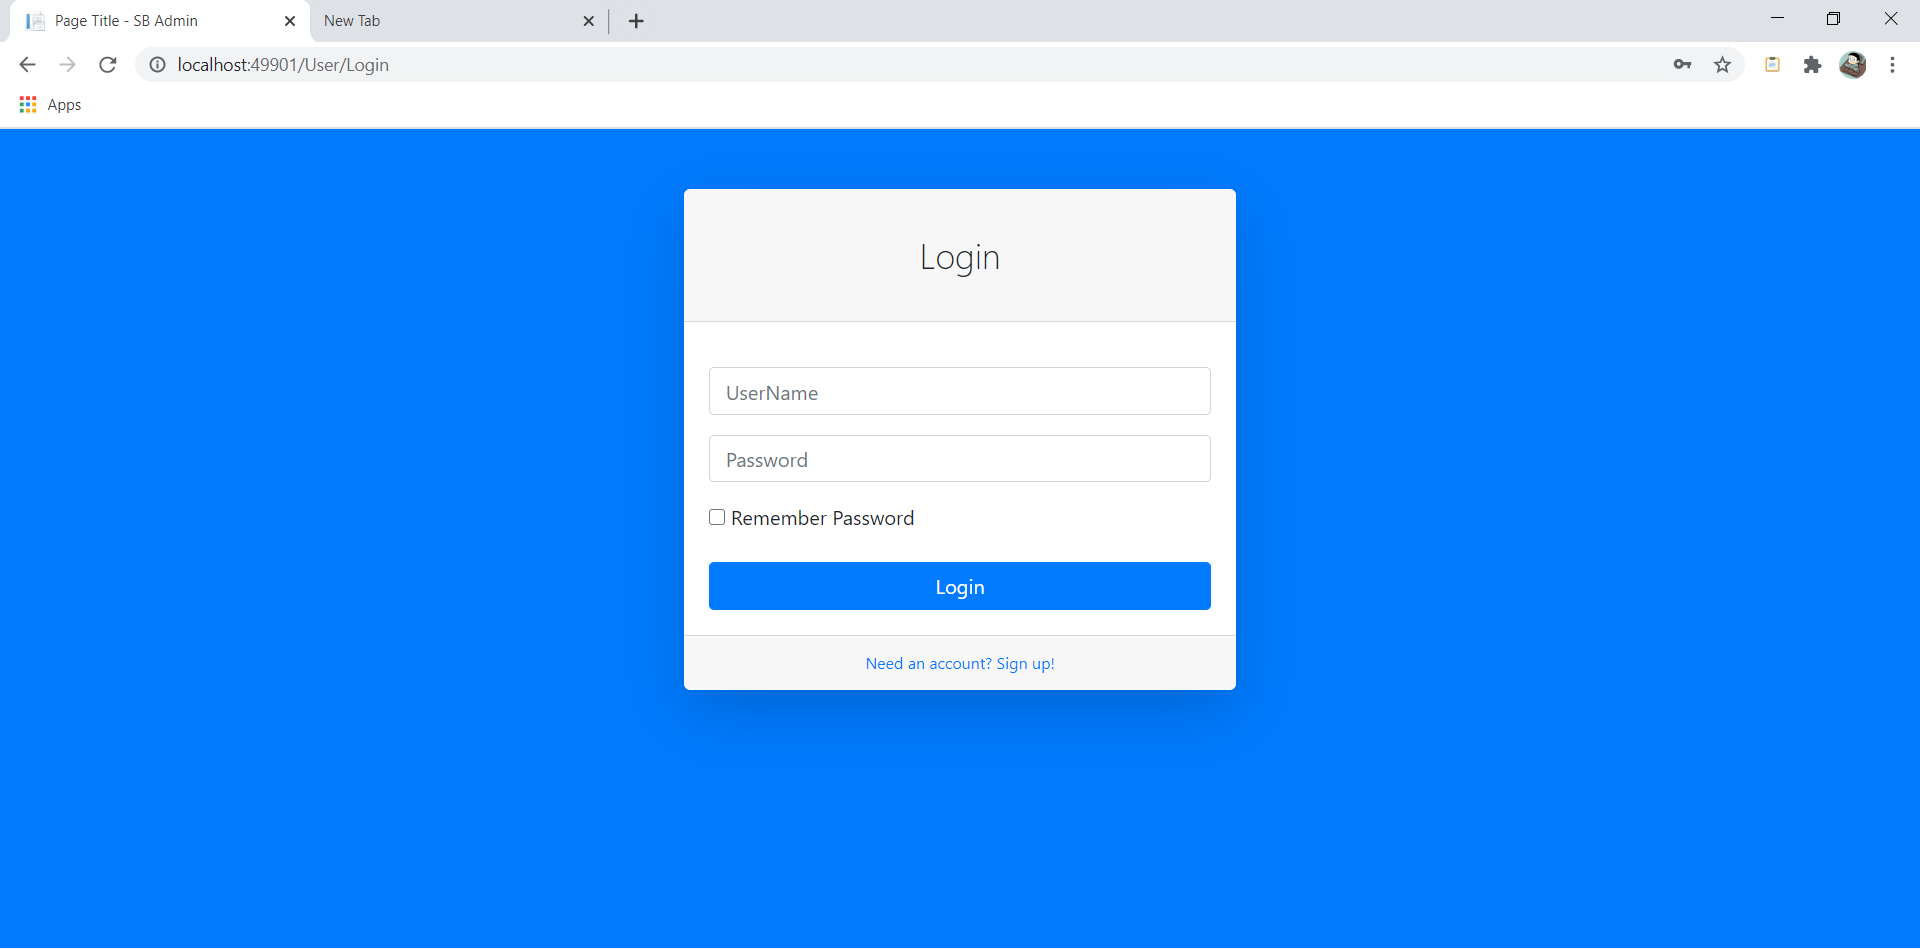 Page Title - SB Admin
New Tab
localhost:49901/User/Login
Apps
Login
UserName
Password
Remember Password
Login
Need an account? Sign up!